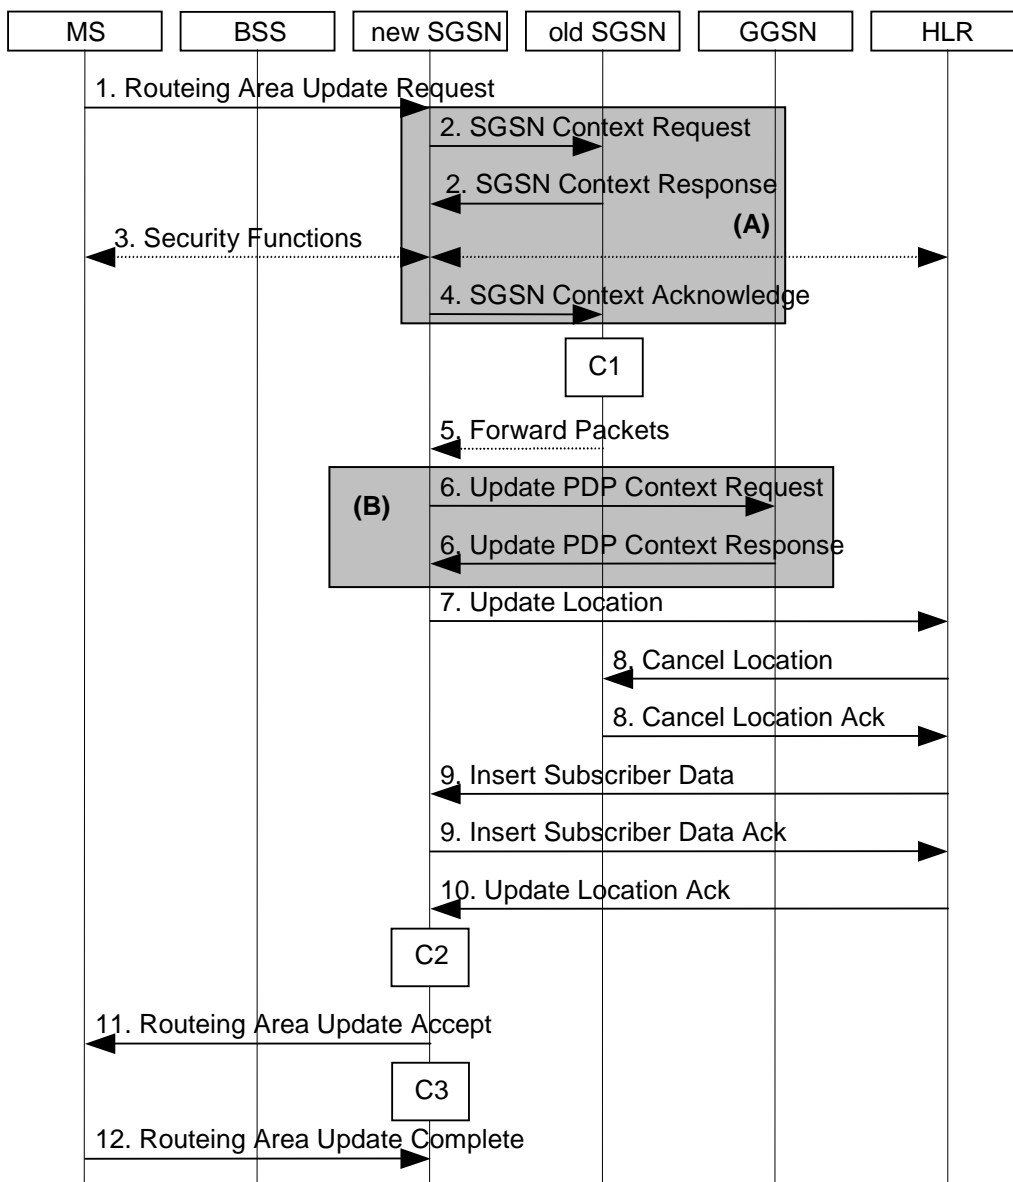 MS BSS new SGSN old SGSN GGSN HLR
1. Routeing Area Update Request
2. SGSN Context Request
2. SGSN Context Response
(A)
3. Security Functions
4. SGSN Context Acknowledge
C1
5. Forward Packets
6. Update PDP Context Request
(B)
6. Update PDP Context Response
7. Update Location
8. Cancel Location
8. Cancel Location Ack
9. Insert Subscriber Data
9. Insert Subscriber Data Ack
10. Update Location Ack
C2
11. Routeing Area Update Accept
C3
12. Routeing Area Update Complete